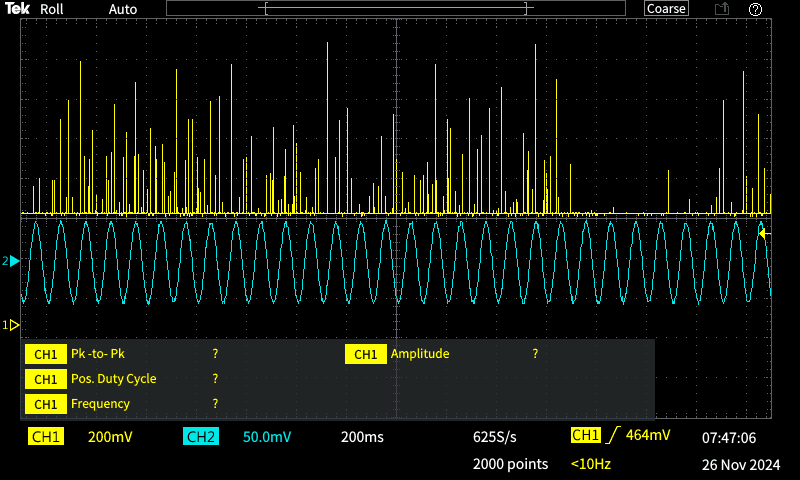 Tek Roll Auto Coarse ?
2
1
CH1 Pk -to- Pk ? CH1 Amplitude ?
CH1 Pos. Duty Cycle ?
CH1 Frequency ?
CH1 200mV CH2 50.0mV 200ms 625S/s CH1 464mV 07:47:06
2000 points <10Hz 26 Nov 2024